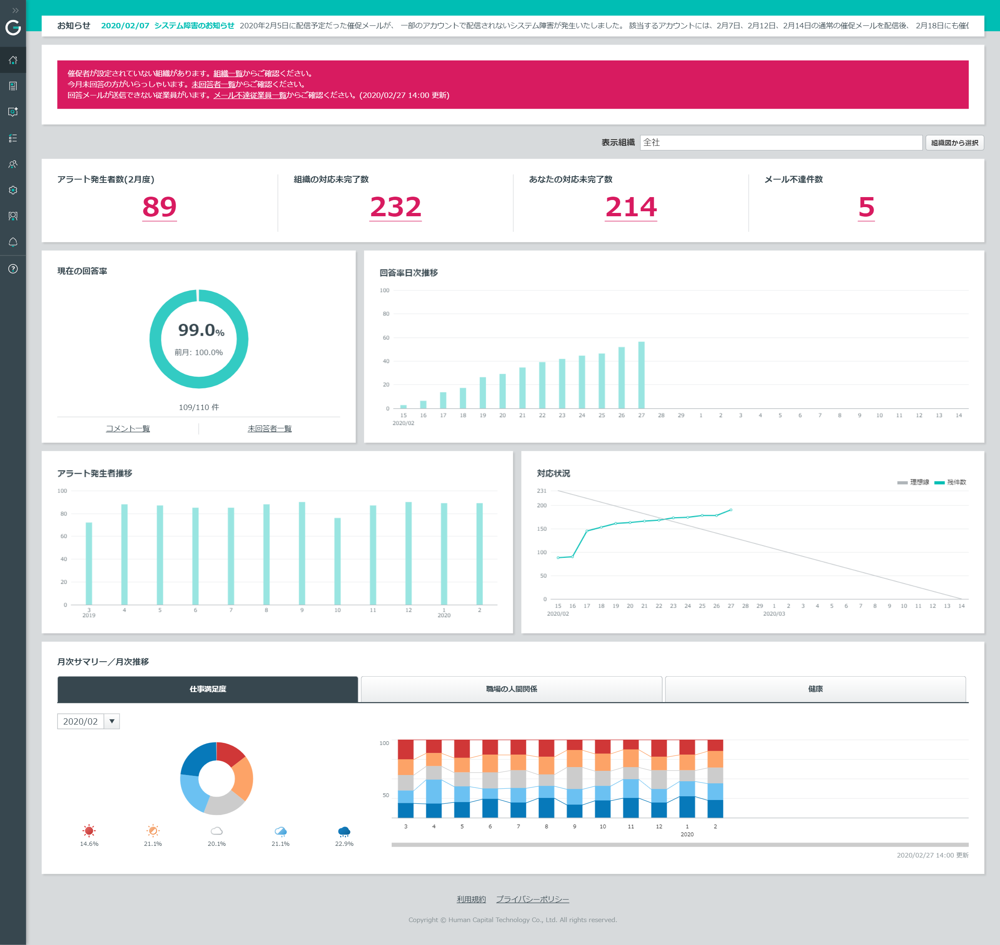 お知らせ 2020/02/07 システム障害のお知らせ 2020年2月5日に配信予定だった催促メールが、 一部のアカウントで配信されないシステム障害が発生いたしました。 該当するアカウントには、2月7日、2月12日、2月14日の通常の催促メールを配信後、 2月18日にも催
催促者が設定されていない組織があります。組織一覧からご確認ください。
今月未回答の方がいらっしゃいます。未回答者一覧からご確認ください。
回答メールが送信できない従業員がいます。メール不達従業員一覧からご確認ください。(2020/02/27 14:00 更新)
表示組織 全社 組織図から選択
アラート発生者数(2月度) 組織の対応未完了数 あなたの対応未完了数 メール不達件数
89 232 214 5
現在の回答率
99.0%
前月: 100.0%
109/110 件
コメント一覧 未回答者一覧
回答率日次推移
100
80
60
40
20
0
15 16 17 18 19 20 21 22 23 24 25 26 27 28 29 1 2 3 4 5 6 7 8 9 10 11 12 13 14
2020/02
アラート発生者推移
100
80
60
40
20
0
3 4 5 6 7 8 9 10 11 12 1 2
2019 2020
対応状況
理想線 残件数
231
200
150
100
50
0
15 16 17 18 19 20 21 22 23 24 25 26 27 28 29 1 2 3 4 5 6 7 8 9 10 11 12 13 14
2020/02 2020/03
月次サマリー／月次推移
仕事満足度 職場の人間関係 健康
2020/02 ▼
14.6% 21.1% 20.1% 21.1% 22.9%
100
50
3 4 5 6 7 8 9 10 11 12 1 2
2020
2020/02/27 14:00 更新
利用規約 プライバシーポリシー
Copyright © Human Capital Technology Co., Ltd. All rights reserved.